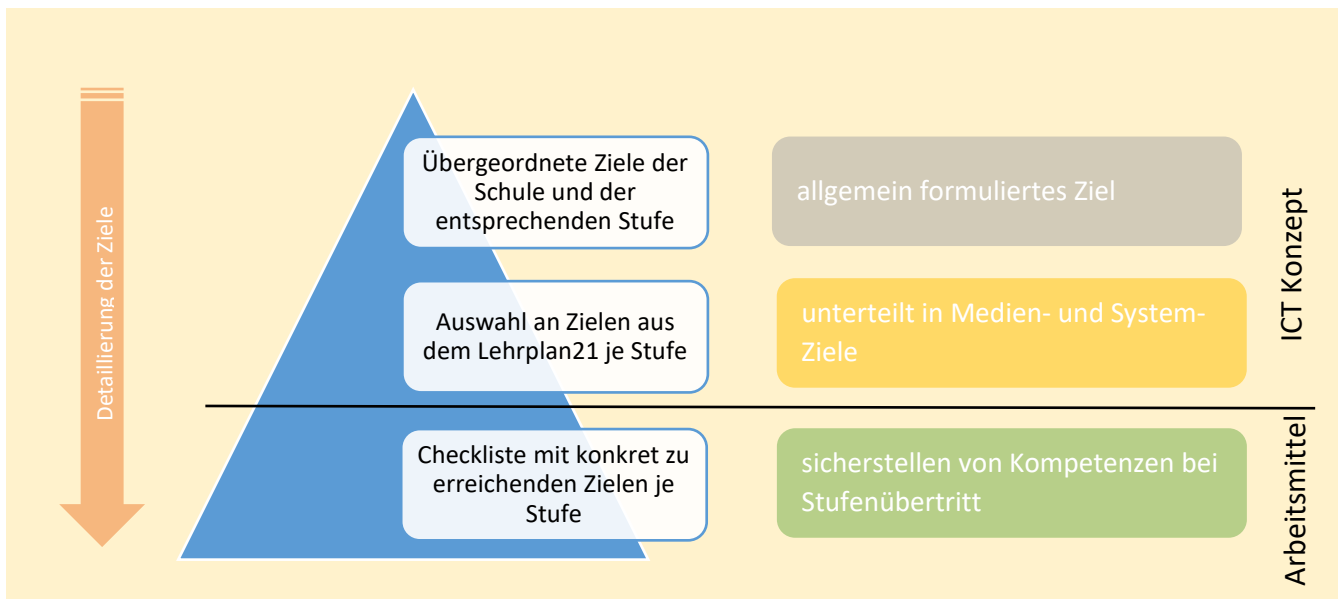 Detaillierung der Ziele
Übergeordnete Ziele der
Schule und der
entsprechenden Stufe
allgemein formuliertes Ziel
Auswahl an Zielen aus
dem Lehrplan21 je Stufe
unterteilt in Medien- und System-
Ziele
ICT Konzept
Checkliste mit konkret zu
erreichenden Zielen je
Stufe
sicherstellen von Kompetenzen bei
Stufenübertritt
Arbeitsmittel